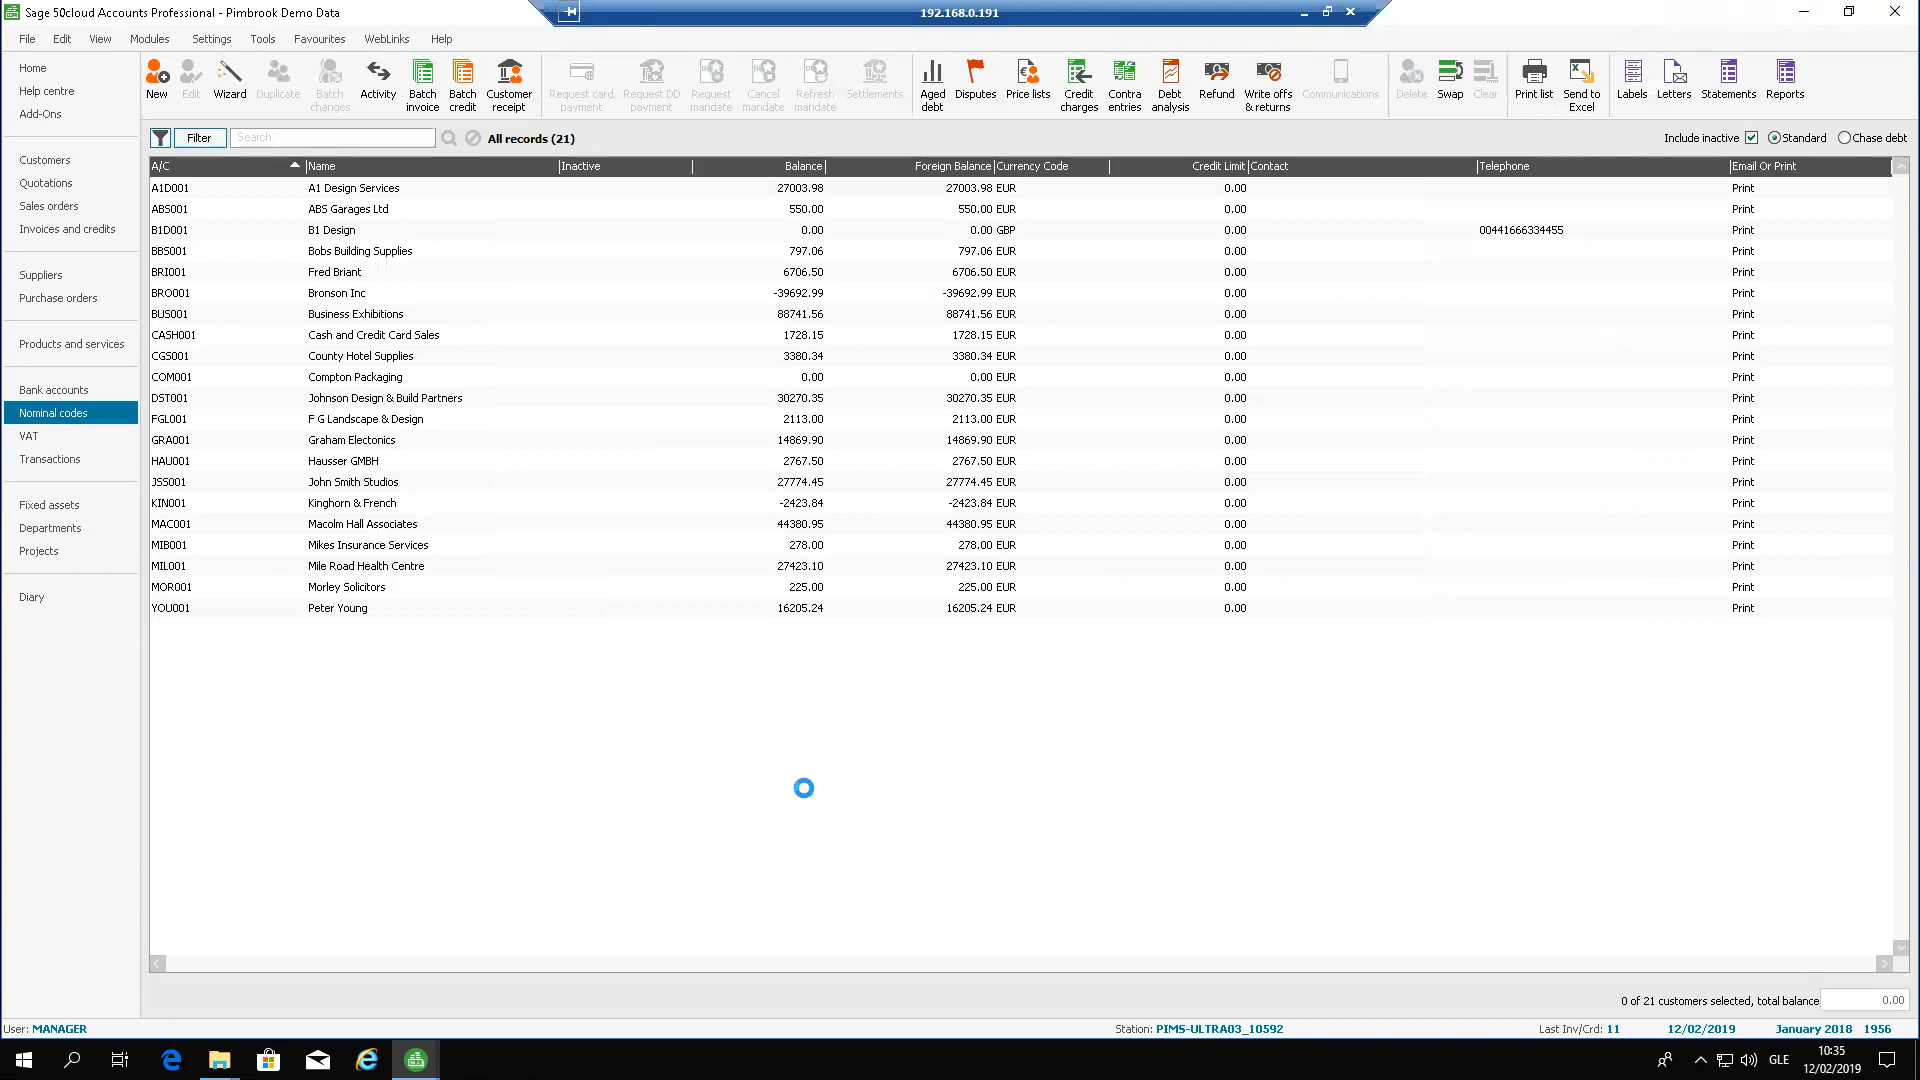 Sage 50cloud Accounts Professional - Pimbrook Demo Data
192.168.0.191
File Edit View Modules Settings Tools Favourites WebLinks Help
Home
Help centre
Add-Ons
Customers
Quotations
Sales orders
Invoices and credits
Suppliers
Purchase orders
Products and services
Bank accounts
Nominal codes
VAT
Transactions
Fixed assets
Departments
Projects
Diary
New
Edit
Wizard
Duplicate
Batch changes
Activity
Batch invoice
Batch credit
Customer receipt
Request card payment
Request DD payment
Request mandate
Cancel mandate
Refresh mandate
Settlements
Aged debt
Disputes
Price lists
Credit charges
Contra entries
Debt analysis
Refund
Write offs & returns
Communications
Delete
Swap
Clear
Print list
Send to Excel
Labels
Letters
Statements
Reports
Filter Search... All records (21) Include inactive Standard Chase debt
A/C Name Inactive Balance Foreign Balance Currency Code Credit Limit Contact Telephone Email Or Print
A1D001 A1 Design Services 27003.98 27003.98 EUR 0.00 Print
ABS001 ABS Garages Ltd 550.00 550.00 EUR 0.00 Print
B1D001 B1 Design 0.00 0.00 GBP 0.00 00441666334455 Print
BBS001 Bobs Building Supplies 797.06 797.06 EUR 0.00 Print
BRI001 Fred Briant 6706.50 6706.50 EUR 0.00 Print
BRO001 Bronson Inc -39692.99 -39692.99 EUR 0.00 Print
BUS001 Business Exhibitions 88741.56 88741.56 EUR 0.00 Print
CASH001 Cash and Credit Card Sales 1728.15 1728.15 EUR 0.00 Print
CGS001 County Hotel Supplies 3380.34 3380.34 EUR 0.00 Print
COM001 Compton Packaging 0.00 0.00 EUR 0.00 Print
DST001 Johnson Design & Build Partners 30270.35 30270.35 EUR 0.00 Print
FGL001 F G Landscape & Design 2113.00 2113.00 EUR 0.00 Print
GRA001 Graham Electonics 14869.90 14869.90 EUR 0.00 Print
HAU001 Hausser GMBH 2767.50 2767.50 EUR 0.00 Print
JSS001 John Smith Studios 27774.45 27774.45 EUR 0.00 Print
KIN001 Kinghorn & French -2423.84 -2423.84 EUR 0.00 Print
MAC001 Macolm Hall Associates 44380.95 44380.95 EUR 0.00 Print
MIB001 Mikes Insurance Services 278.00 278.00 EUR 0.00 Print
MIL001 Mile Road Health Centre 27423.10 27423.10 EUR 0.00 Print
MOR001 Morley Solicitors 225.00 225.00 EUR 0.00 Print
YOU001 Peter Young 16205.24 16205.24 EUR 0.00 Print
0 of 21 customers selected, total balance 0.00
User: MANAGER Station: PIMS-ULTRA03_10592 Last Inv/Crd: 11 12/02/2019 January 2018 1956
GLE
10:35
12/02/2019